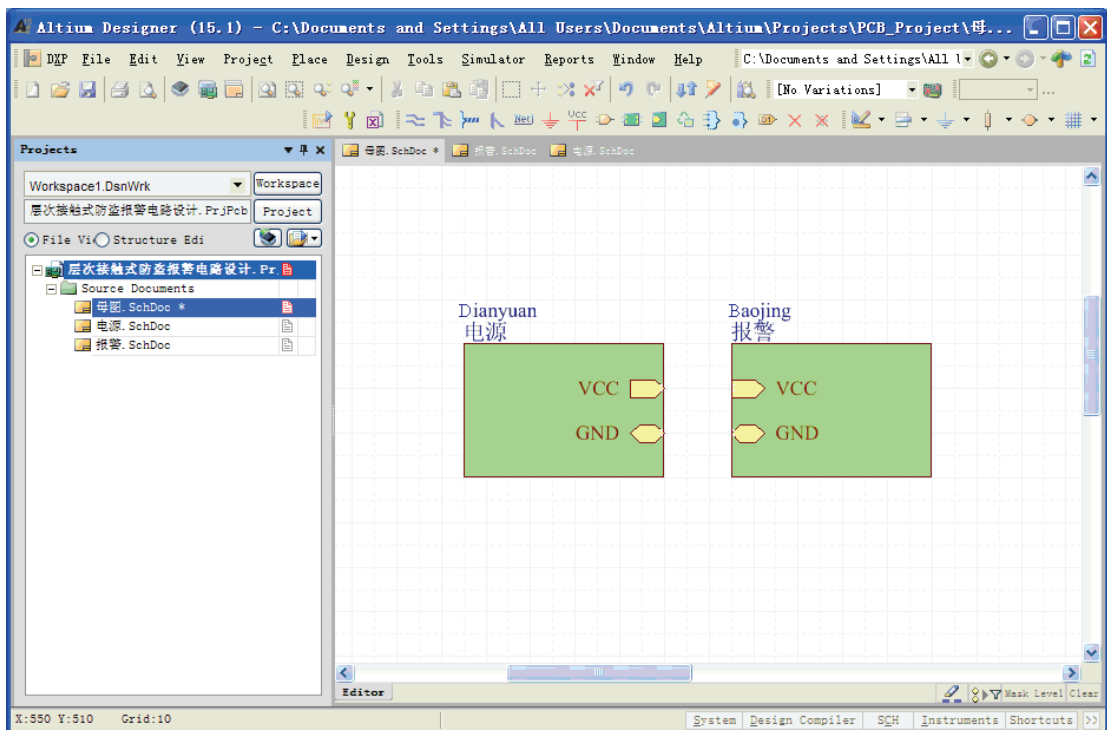 Altium Designer (15.1) - C:\Documents and Settings\All Users\Documents\Altium\Projects\PCB_Project\母...
DXP File Edit View Project Place Design Tools Simulator Reports Window Help C:\Documents and Settings\All
[No Variations] ...
Net VCC
Projects
母图.SchDoc * 报警.SchDoc 电源.SchDoc
Workspace1.DsnWrk Workspace
层次接触式防盗报警电路设计.PrjPcb Project
File Vi Structure Edi
层次接触式防盗报警电路设计.Pr
Source Documents
母图.SchDoc *
电源.SchDoc
报警.SchDoc
Dianyuan Baojing
电源 报警
VCC VCC
GND GND
Editor Mask Level Clear
X:550 Y:510 Grid:10 System Design Compiler SCH Instruments Shortcuts >>